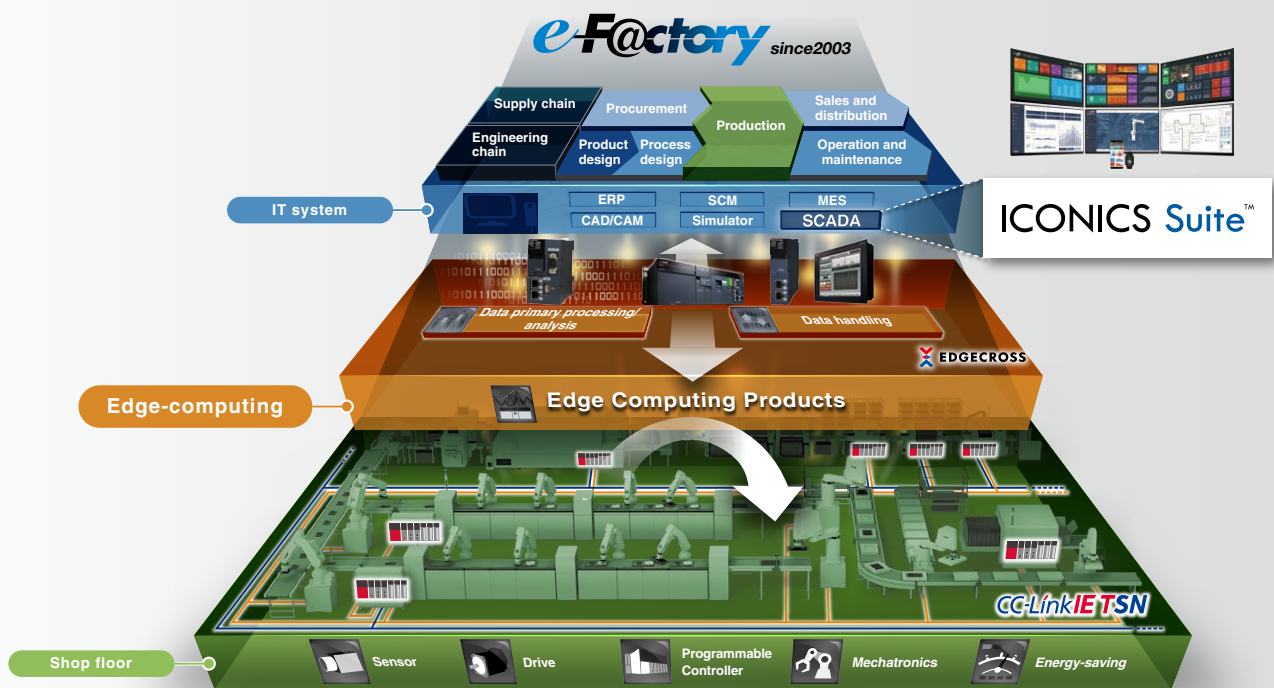 e-F@ctory since2003
Supply chain
Procurement
Production
Sales and
distribution
Engineering
chain
Product
design
Process
design
Operation and
maintenance
IT system
ERP
SCM
MES
CAD/CAM
Simulator
SCADA
ICONICS Suite™
Data primary processing/
analysis
Data handling
EDGECROSS
Edge-computing
Edge Computing Products
CC-Link IE TSN
Shop floor
Sensor
Drive
Programmable
Controller
Mechatronics
Energy-saving